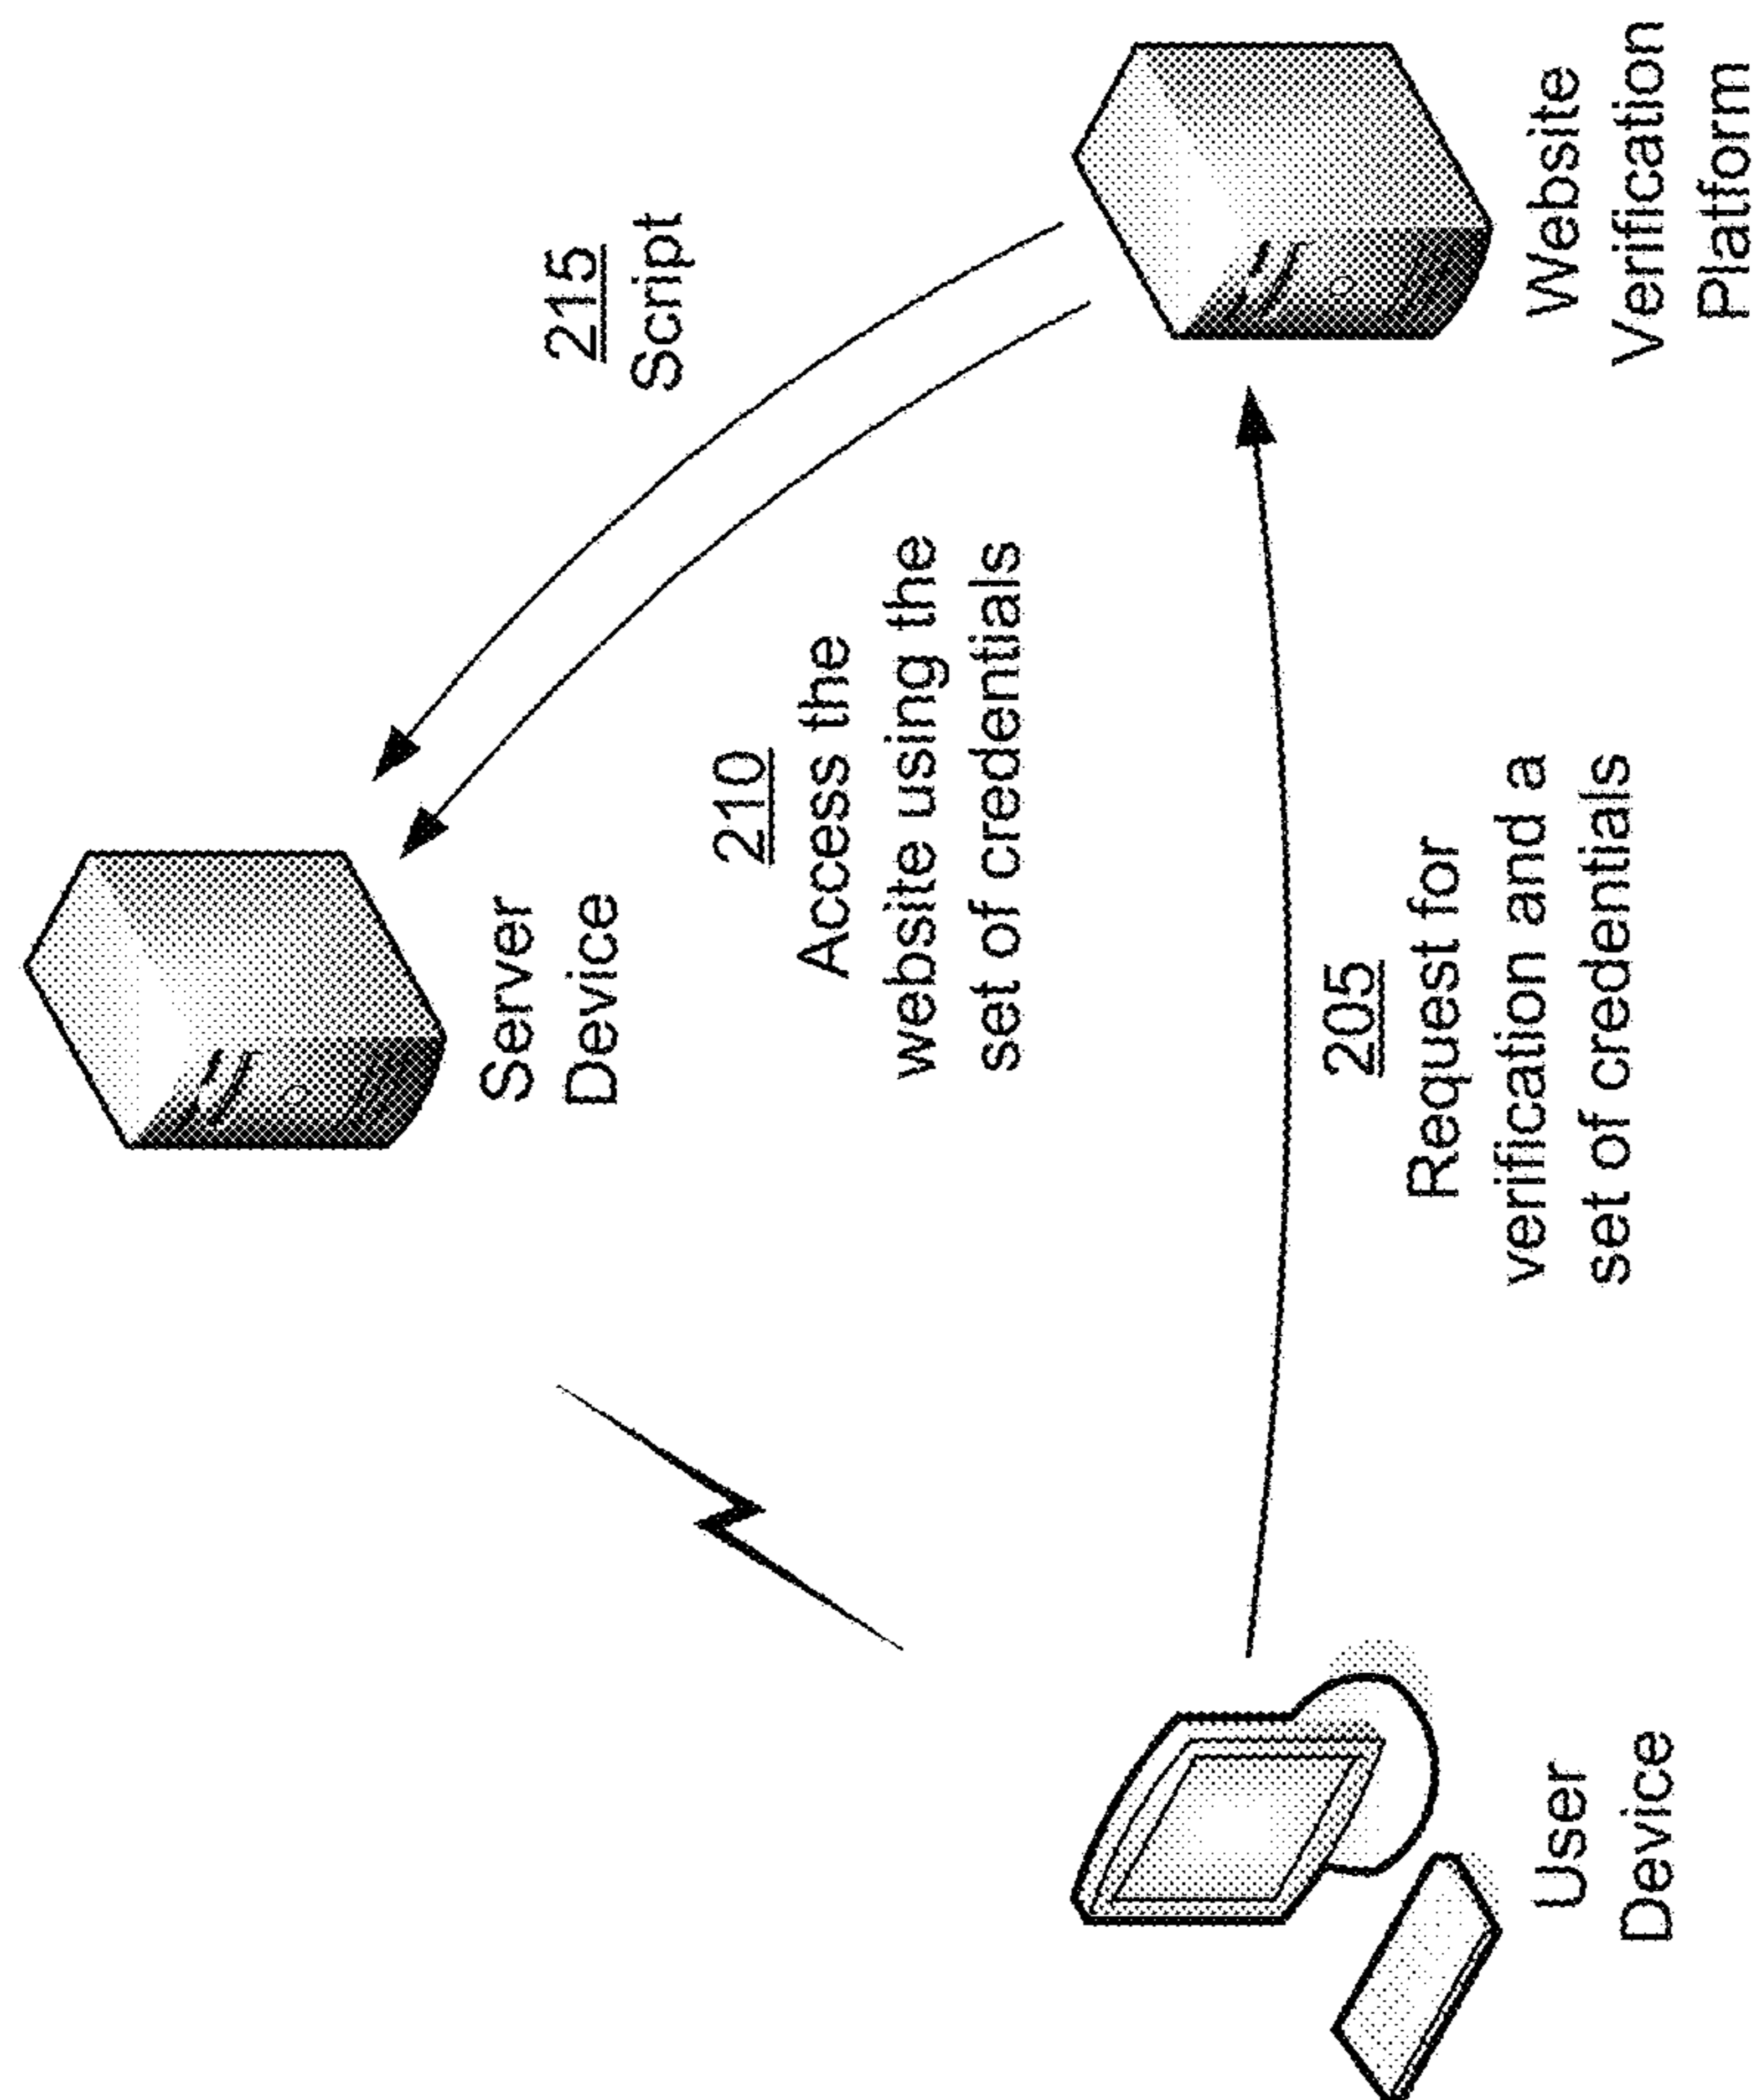 Server
Device
215
Script
210
Access the
website using the
set of credentials
205
Request for
verification and a
set of credentials
User
Device
Website
Verification
Platform